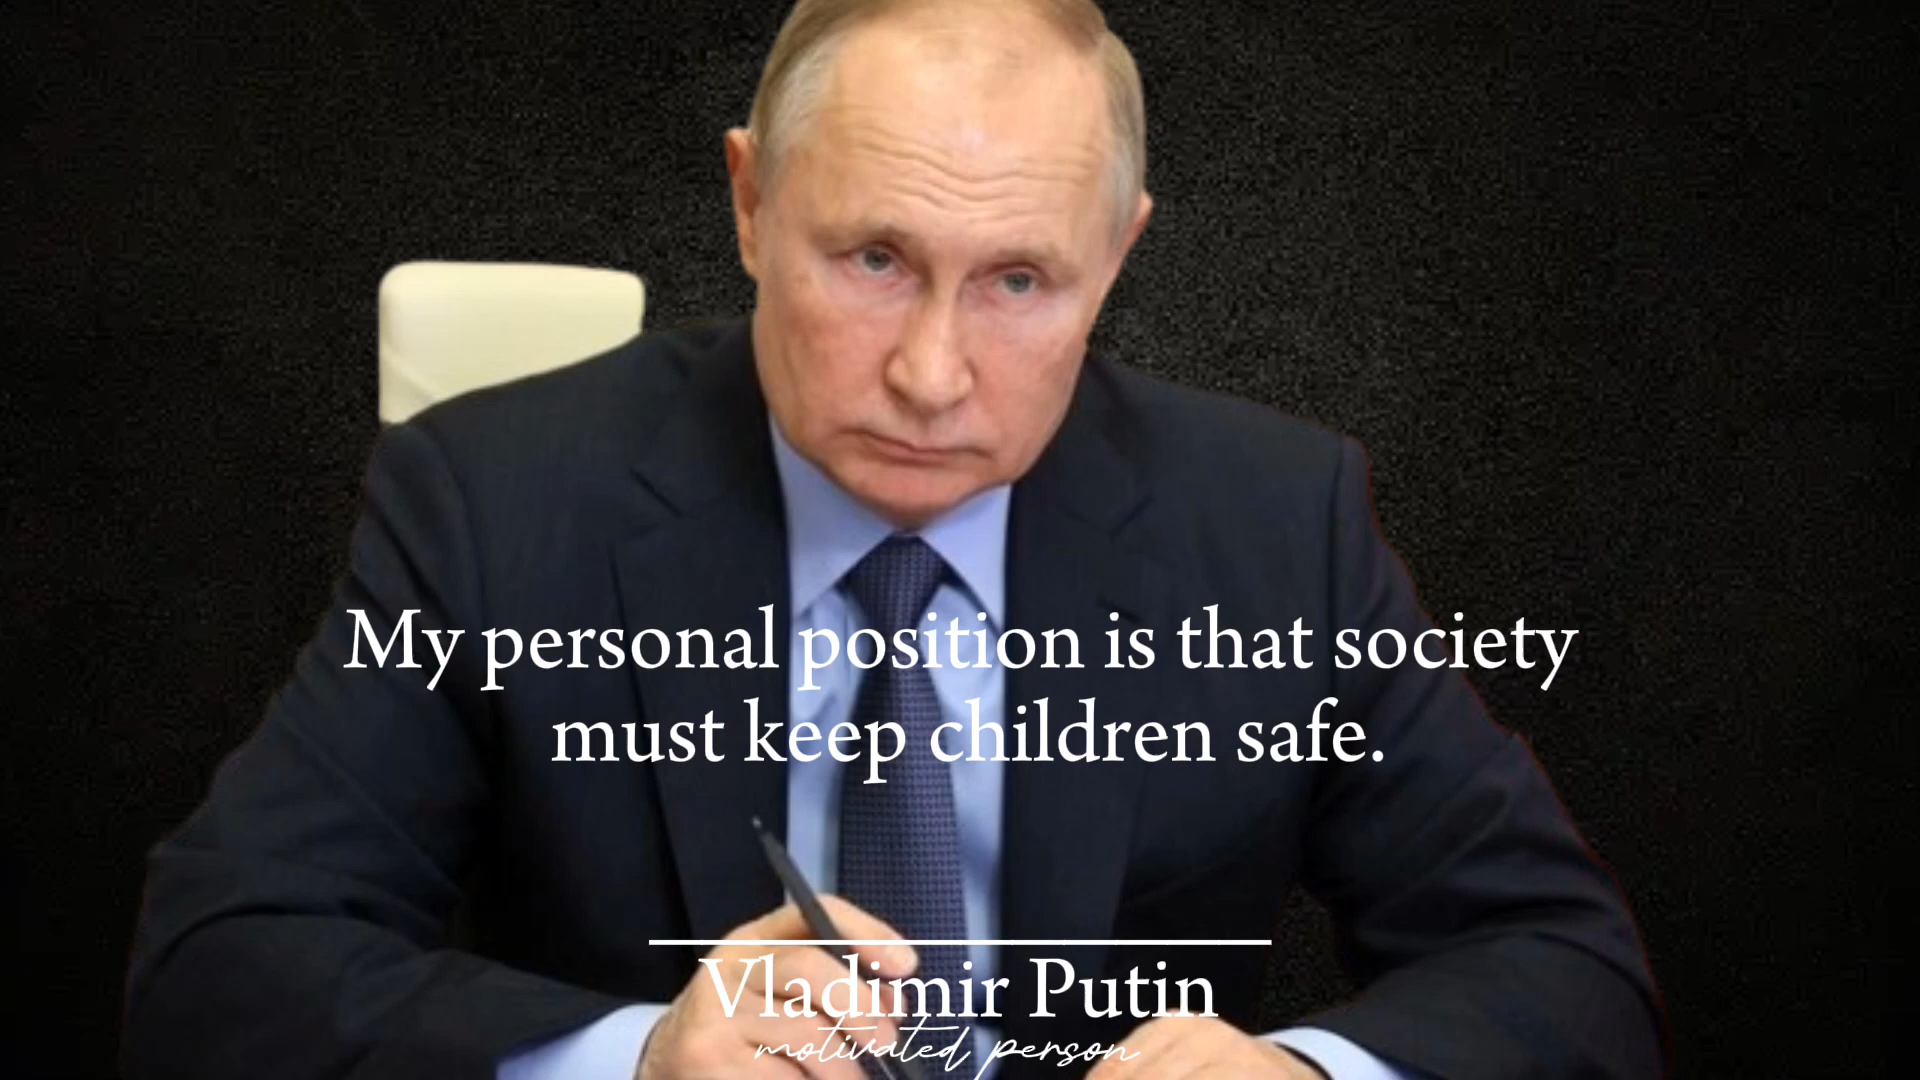 My personal position is that society
must keep children safe.
Vladimir Putin
motivated person